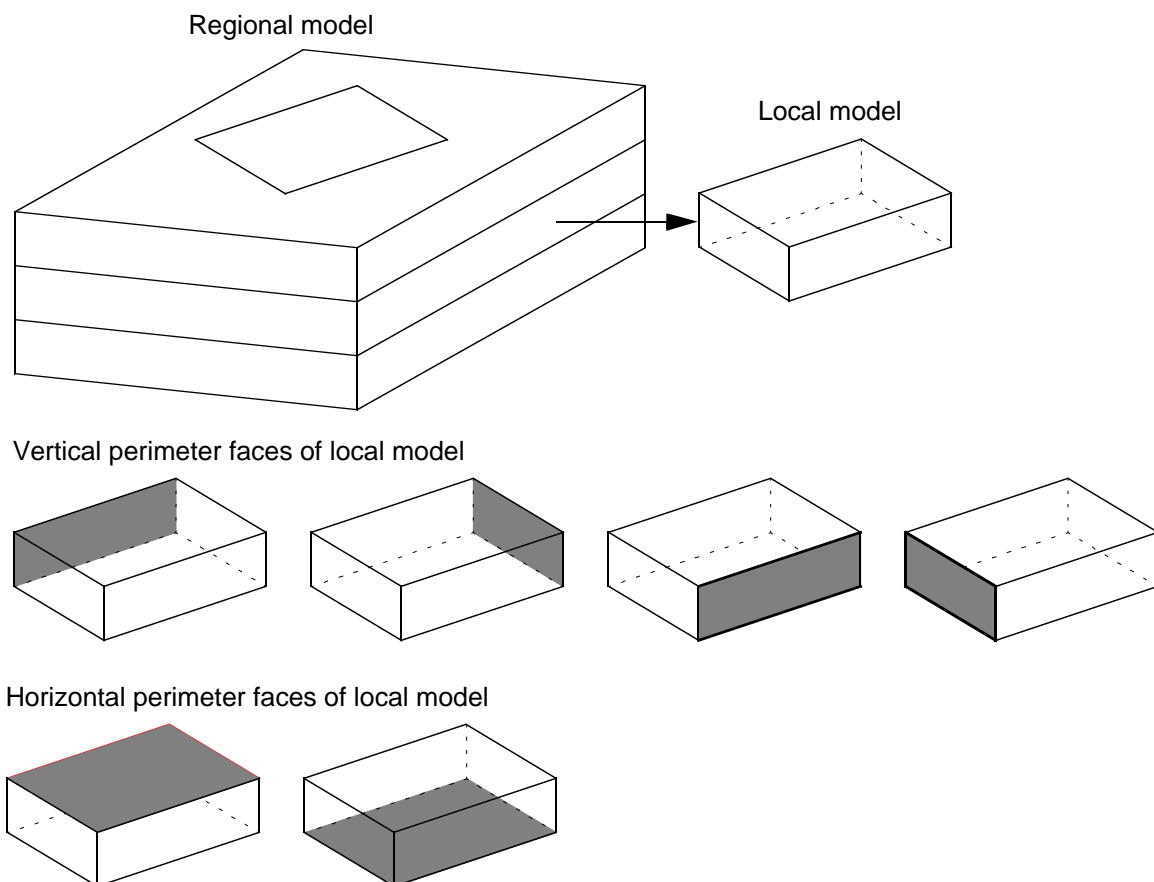 Regional model
Local model
Vertical perimeter faces of local model
Horizontal perimeter faces of local model